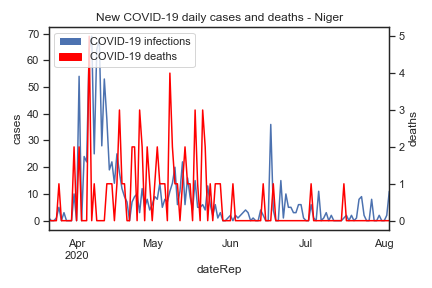 New COVID-19 daily cases and deaths - Niger
COVID-19 infections
COVID-19 deaths
70
60
50
40
30
20
10
0
cases
5
4
3
2
1
0
deaths
Apr
2020
May
Jun
Jul
Aug
dateRep